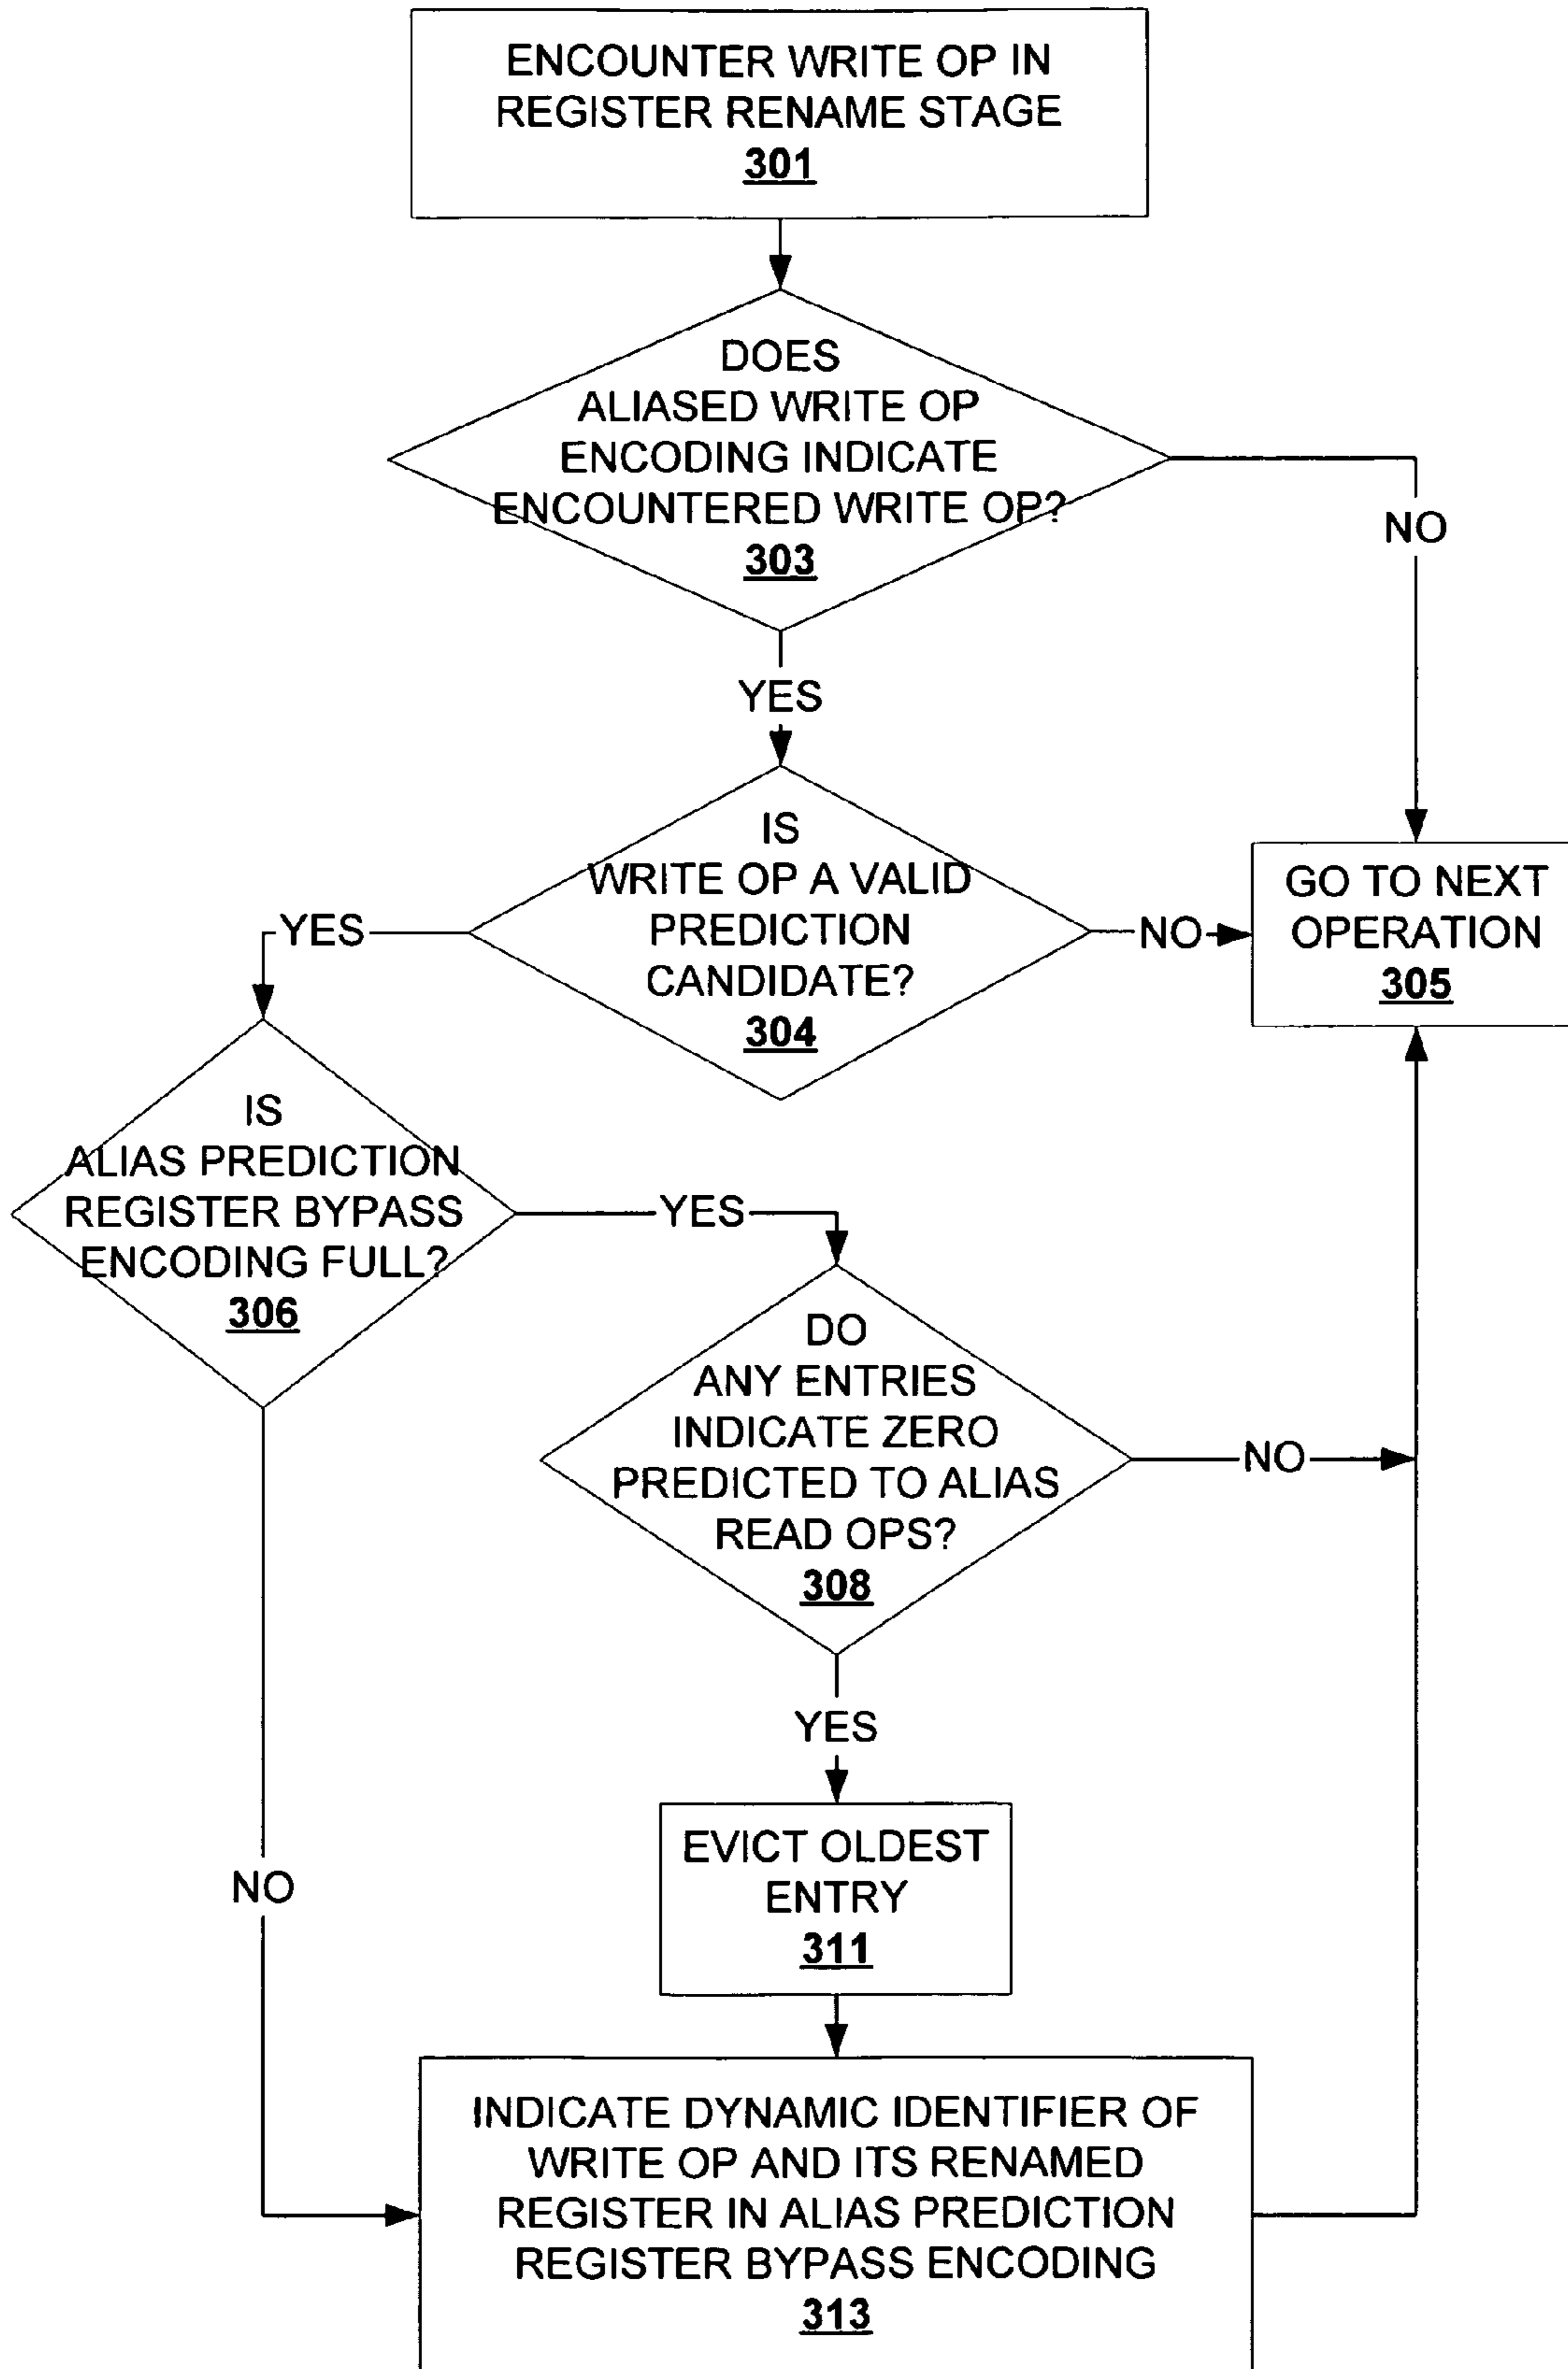 ENCOUNTER WRITE OP IN
REGISTER RENAME STAGE
301
DOES
ALIASED WRITE OP
ENCODING INDICATE
ENCOUNTERED WRITE OP?
303
NO
YES
IS
WRITE OP A VALID
PREDICTION
CANDIDATE?
304
YES
NO
GO TO NEXT
OPERATION
305
IS
ALIAS PREDICTION
REGISTER BYPASS
ENCODING FULL?
306
YES
DO
ANY ENTRIES
INDICATE ZERO
PREDICTED TO ALIAS
READ OPS?
308
NO
YES
EVICT OLDEST
ENTRY
311
NO
INDICATE DYNAMIC IDENTIFIER OF
WRITE OP AND ITS RENAMED
REGISTER IN ALIAS PREDICTION
REGISTER BYPASS ENCODING
313